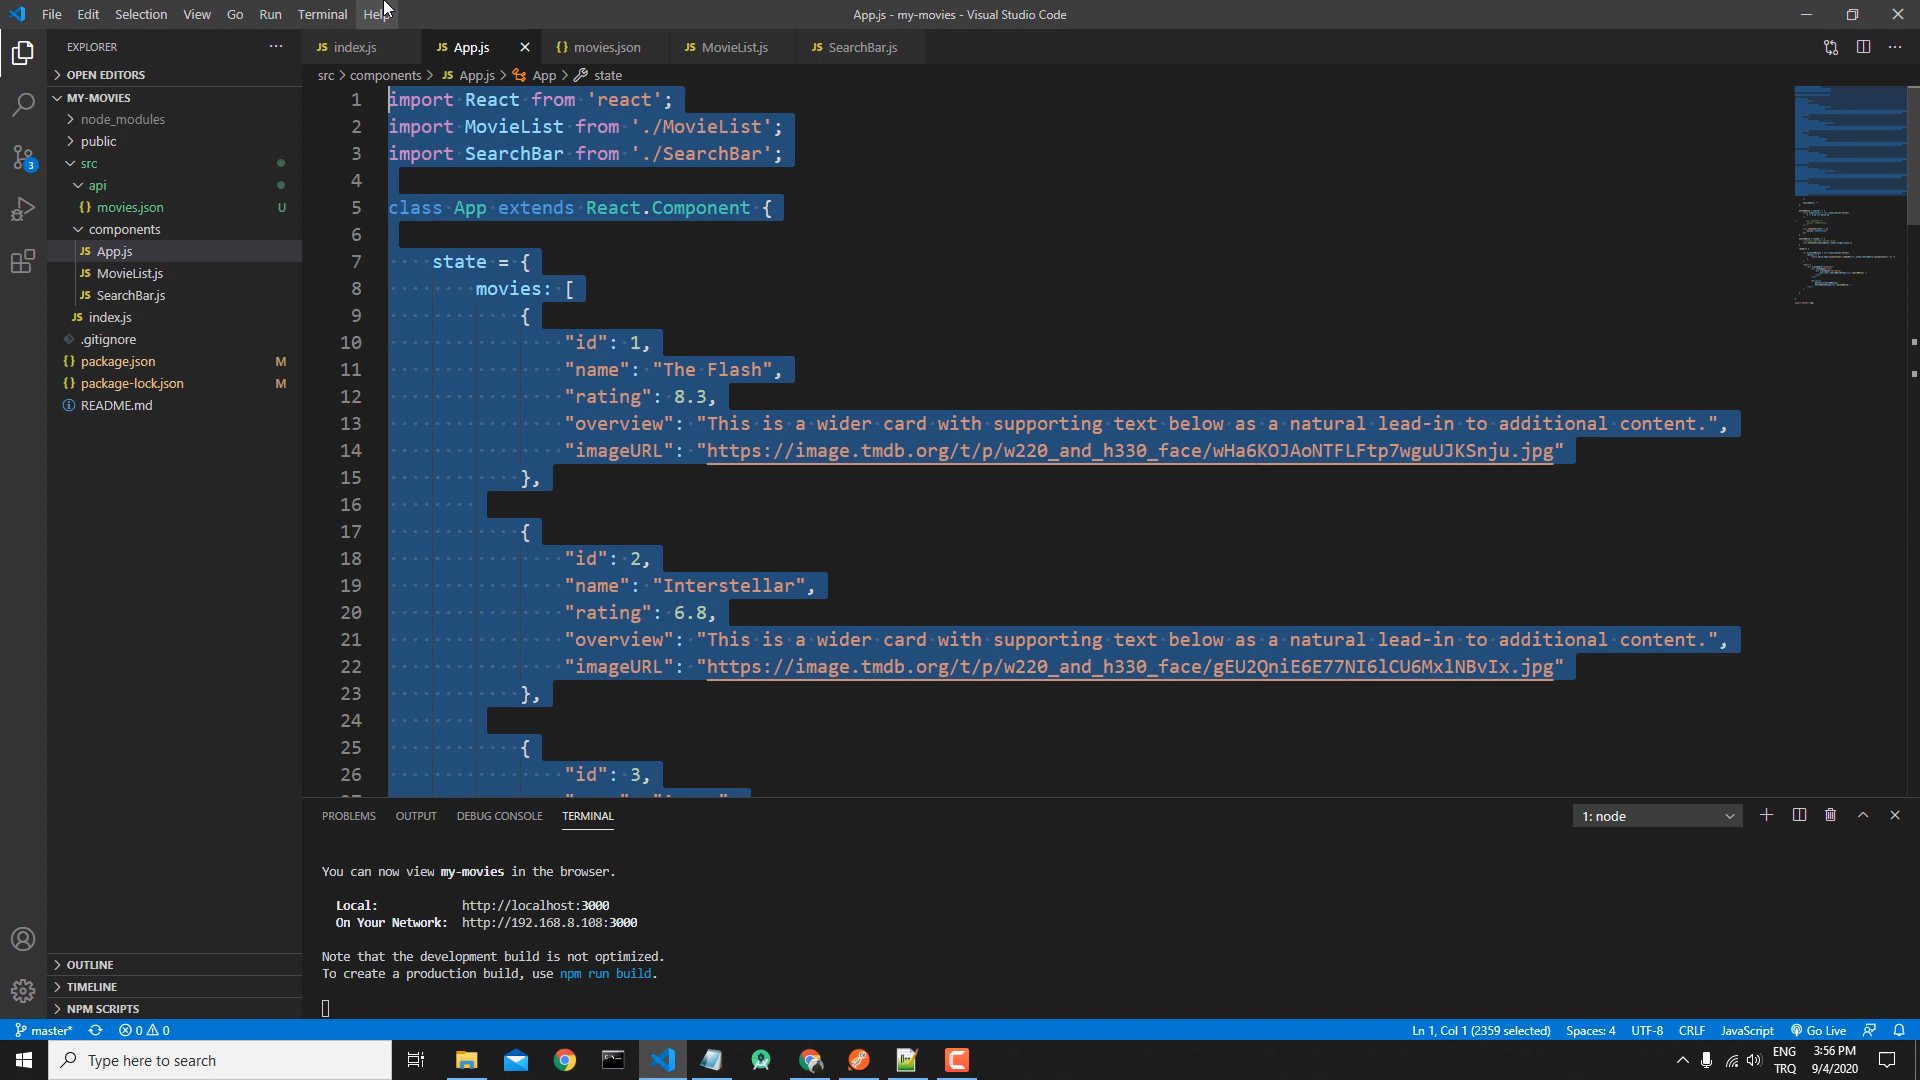 File Edit Selection View Go Run Terminal Help
App.js - my-movies - Visual Studio Code
EXPLORER
index.js
App.js
movies.json
MovieList.js
SearchBar.js
OPEN EDITORS
src > components > JS App.js > App > state
MY-MOVIES
node_modules
public
src
api
{} movies.json U
components
JS App.js
JS MovieList.js
JS SearchBar.js
JS index.js
.gitignore
{} package.json M
{} package-lock.json M
README.md
OUTLINE
TIMELINE
NPM SCRIPTS
3
1 import React from 'react';
2 import MovieList from './MovieList';
3 import SearchBar from './SearchBar';
4
5 class App extends React.Component {
6
7 state = {
8 movies: [
9 {
10 "id": 1,
11 "name": "The Flash",
12 "rating": 8.3,
13 "overview": "This is a wider card with supporting text below as a natural lead-in to additional content.",
14 "imageURL": "https://image.tmdb.org/t/p/w220_and_h330_face/wHa6KOJAoNTFLFtp7wguUJKSnju.jpg"
15 },
16
17 {
18 "id": 2,
19 "name": "Interstellar",
20 "rating": 6.8,
21 "overview": "This is a wider card with supporting text below as a natural lead-in to additional content.",
22 "imageURL": "https://image.tmdb.org/t/p/w220_and_h330_face/gEU2QniE6E77NI6lCU6MxlNBvIx.jpg"
23 },
24
25 {
26 "id": 3,
PROBLEMS OUTPUT DEBUG CONSOLE TERMINAL
1: node
You can now view my-movies in the browser.
Local: http://localhost:3000
On Your Network: http://192.168.8.108:3000
Note that the development build is not optimized.
To create a production build, use npm run build.
master* 0 0
Ln 1, Col 1 (2359 selected) Spaces: 4 UTF-8 CRLF JavaScript Go Live
Type here to search
ENG
TRQ
3:56 PM
9/4/2020